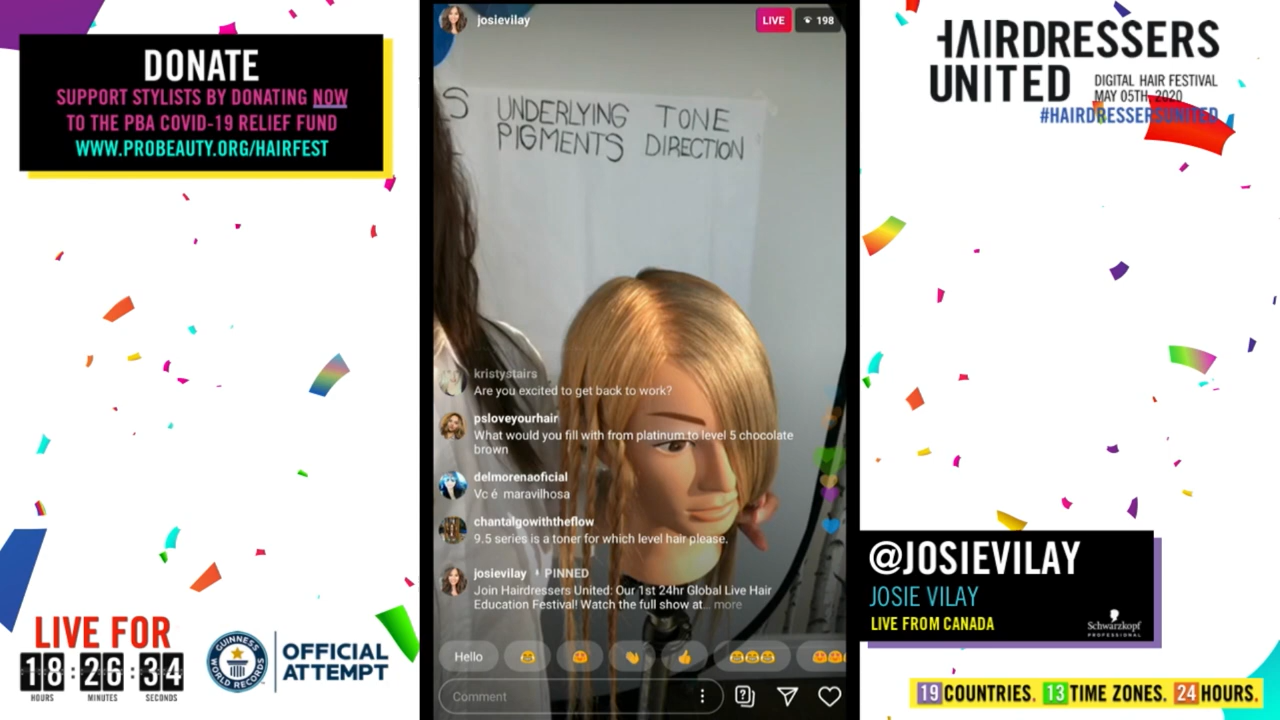 DONATE
SUPPORT STYLISTS BY DONATING NOW
TO THE PBA COVID-19 RELIEF FUND
WWW.PROBEAUTY.ORG/HAIRFEST
LIVE FOR
18:26:34
HOURS MINUTES SECONDS
GUINNESS
WORLD RECORDS
OFFICIAL
ATTEMPT
josievilay
LIVE 198
S UNDERLYING TONE
PIGMENTS DIRECTION
kristystairs
Are you excited to get back to work?
psloveyourhair
What would you fill with from platinum to level 5 chocolate
brown
delmorenaoficial
Vc é maravilhosa
chantalgowiththeflow
9.5 series is a toner for which level hair please.
josievilay PINNED
Join Hairdressers United: Our 1st 24hr Global Live Hair
Education Festival! Watch the full show at... more
Hello
Comment
HAIRDRESSERS
UNITED
DIGITAL HAIR FESTIVAL
MAY 05TH, 2020
#HAIRDRESSERSUNITED
@JOSIEVILAY
JOSIE VILAY
LIVE FROM CANADA
Schwarzkopf
PROFESSIONAL
19 COUNTRIES. 13 TIME ZONES. 24 HOURS.